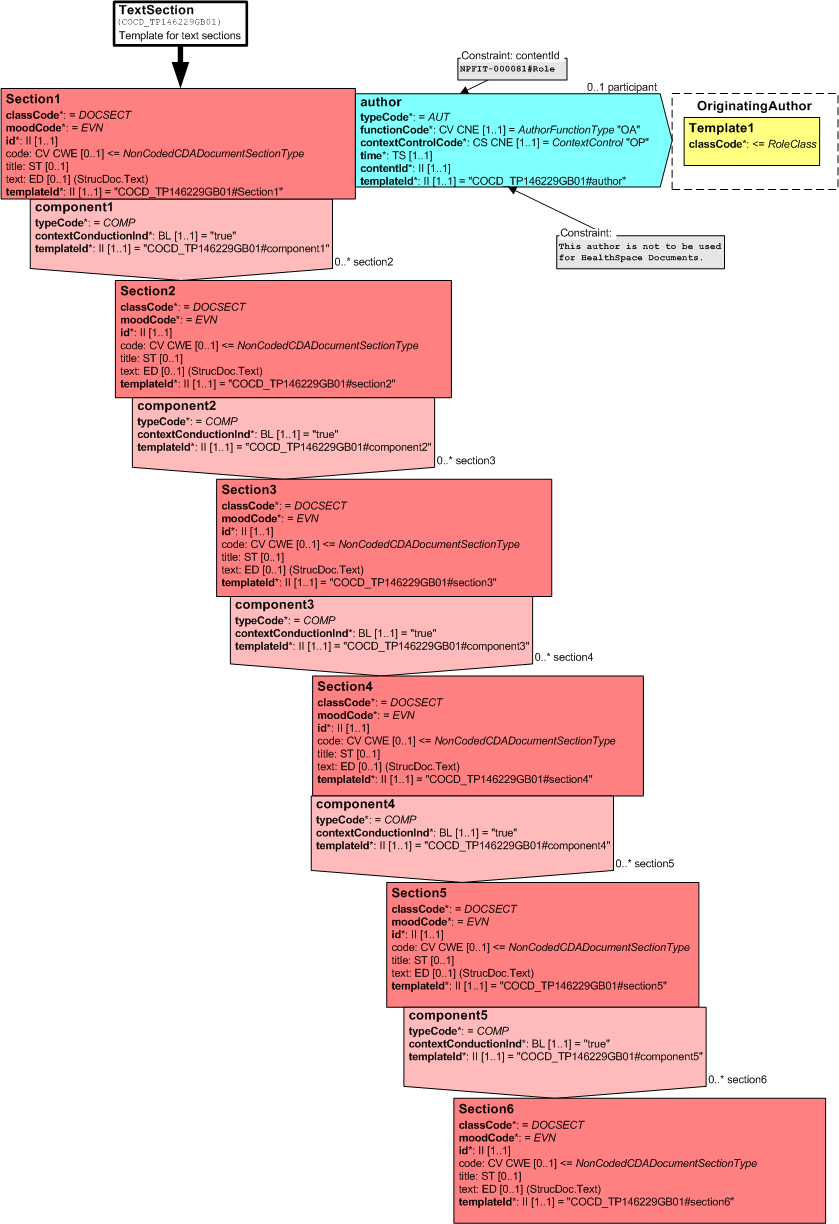 TextSection
(COCD_TP146229GB01)
Template for text sections
Constraint: contentId
NPFIT-000081#Role
0..1 participant
Section1
classCode*: = DOCSECT
moodCode*: = EVN
id*: II [1..1]
code: CV CWE [0..1] <= NonCodedCDADocumentSectionType
title: ST [0..1]
text: ED [0..1] (StrucDoc.Text)
templateId*: II [1..1] = "COCD_TP146229GB01#Section1"
author
typeCode*: = AUT
functionCode*: CV CNE [1..1] = AuthorFunctionType "OA"
contextControlCode*: CS CNE [1..1] = ContextControl "OP"
time*: TS [1..1]
contentId*: II [1..1]
templateId*: II [1..1] = "COCD_TP146229GB01#author"
OriginatingAuthor
Template1
classCode*: <= RoleClass
Constraint:
This author is not to be used
for HealthSpace Documents.
component1
typeCode*: = COMP
contextConductionInd*: BL [1..1] = "true"
templateId*: II [1..1] = "COCD_TP146229GB01#component1"
0..* section2
Section2
classCode*: = DOCSECT
moodCode*: = EVN
id*: II [1..1]
code: CV CWE [0..1] <= NonCodedCDADocumentSectionType
title: ST [0..1]
text: ED [0..1] (StrucDoc.Text)
templateId*: II [1..1] = "COCD_TP146229GB01#section2"
component2
typeCode*: = COMP
contextConductionInd*: BL [1..1] = "true"
templateId*: II [1..1] = "COCD_TP146229GB01#component2"
0..* section3
Section3
classCode*: = DOCSECT
moodCode*: = EVN
id*: II [1..1]
code: CV CWE [0..1] <= NonCodedCDADocumentSectionType
title: ST [0..1]
text: ED [0..1] (StrucDoc.Text)
templateId*: II [1..1] = "COCD_TP146229GB01#section3"
component3
typeCode*: = COMP
contextConductionInd*: BL [1..1] = "true"
templateId*: II [1..1] = "COCD_TP146229GB01#component3"
0..* section4
Section4
classCode*: = DOCSECT
moodCode*: = EVN
id*: II [1..1]
code: CV CWE [0..1] <= NonCodedCDADocumentSectionType
title: ST [0..1]
text: ED [0..1] (StrucDoc.Text)
templateId*: II [1..1] = "COCD_TP146229GB01#section4"
component4
typeCode*: = COMP
contextConductionInd*: BL [1..1] = "true"
templateId*: II [1..1] = "COCD_TP146229GB01#component4"
0..* section5
Section5
classCode*: = DOCSECT
moodCode*: = EVN
id*: II [1..1]
code: CV CWE [0..1] <= NonCodedCDADocumentSectionType
title: ST [0..1]
text: ED [0..1] (StrucDoc.Text)
templateId*: II [1..1] = "COCD_TP146229GB01#section5"
component5
typeCode*: = COMP
contextConductionInd*: BL [1..1] = "true"
templateId*: II [1..1] = "COCD_TP146229GB01#component5"
0..* section6
Section6
classCode*: = DOCSECT
moodCode*: = EVN
id*: II [1..1]
code: CV CWE [0..1] <= NonCodedCDADocumentSectionType
title: ST [0..1]
text: ED [0..1] (StrucDoc.Text)
templateId*: II [1..1] = "COCD_TP146229GB01#section6"